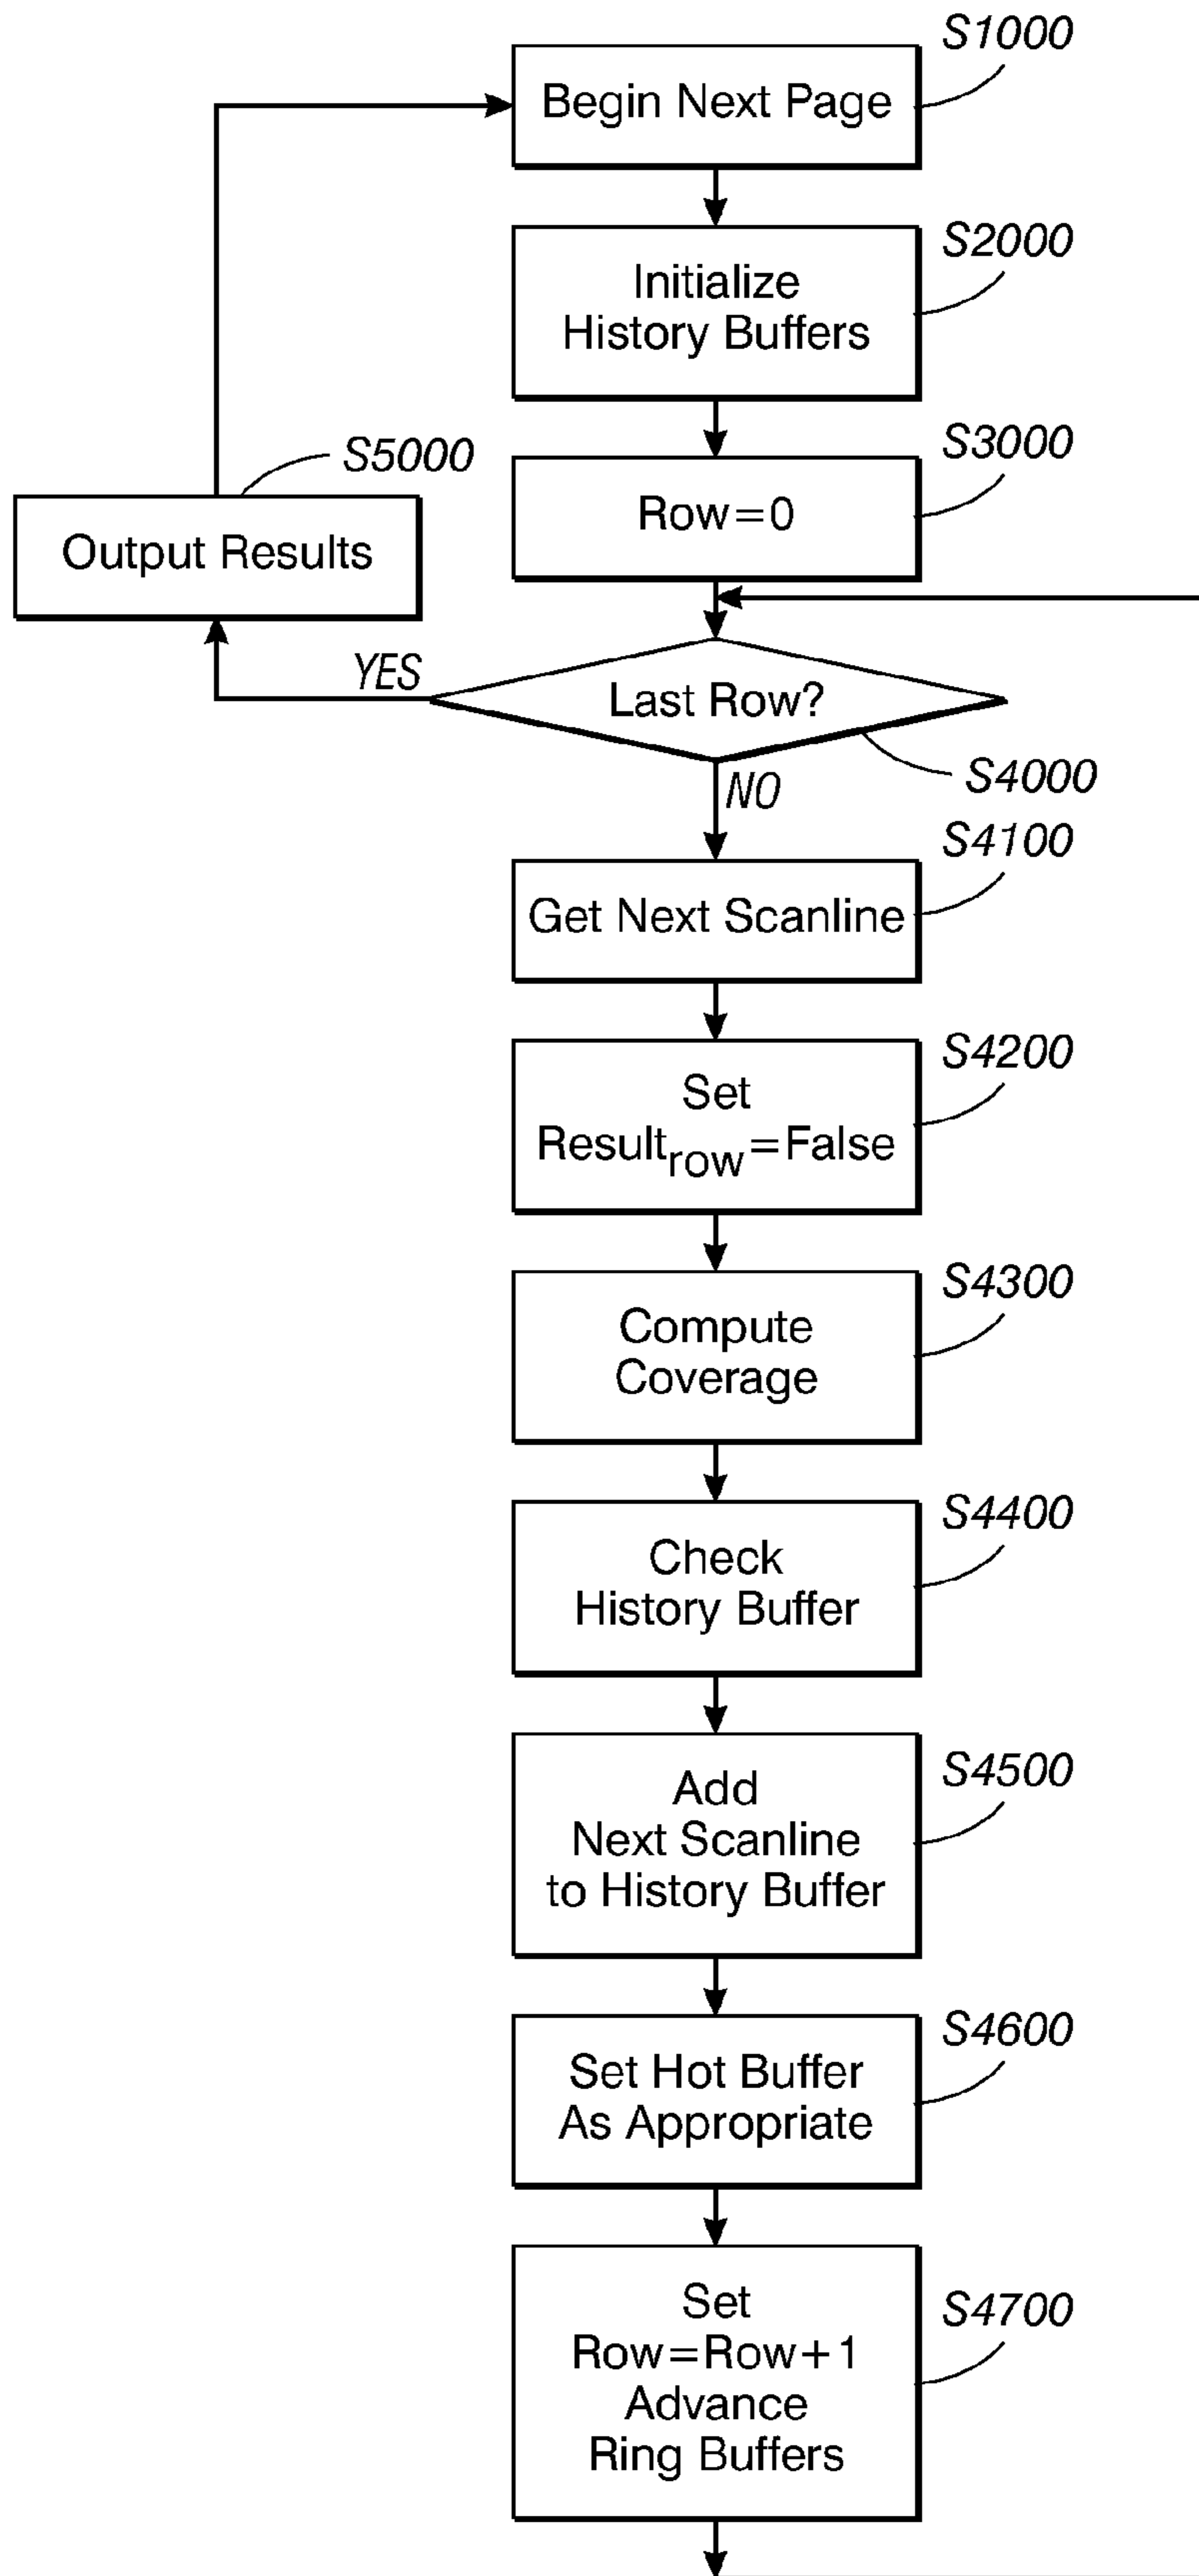 S1000
Begin Next Page
S2000
Initialize
History Buffers
S3000
Row=0
S5000
Output Results
YES
Last Row?
S4000
NO
S4100
Get Next Scanline
S4200
Set
Resultrow=False
S4300
Compute
Coverage
S4400
Check
History Buffer
S4500
Add
Next Scanline
to History Buffer
S4600
Set Hot Buffer
As Appropriate
S4700
Set
Row=Row+1
Advance
Ring Buffers